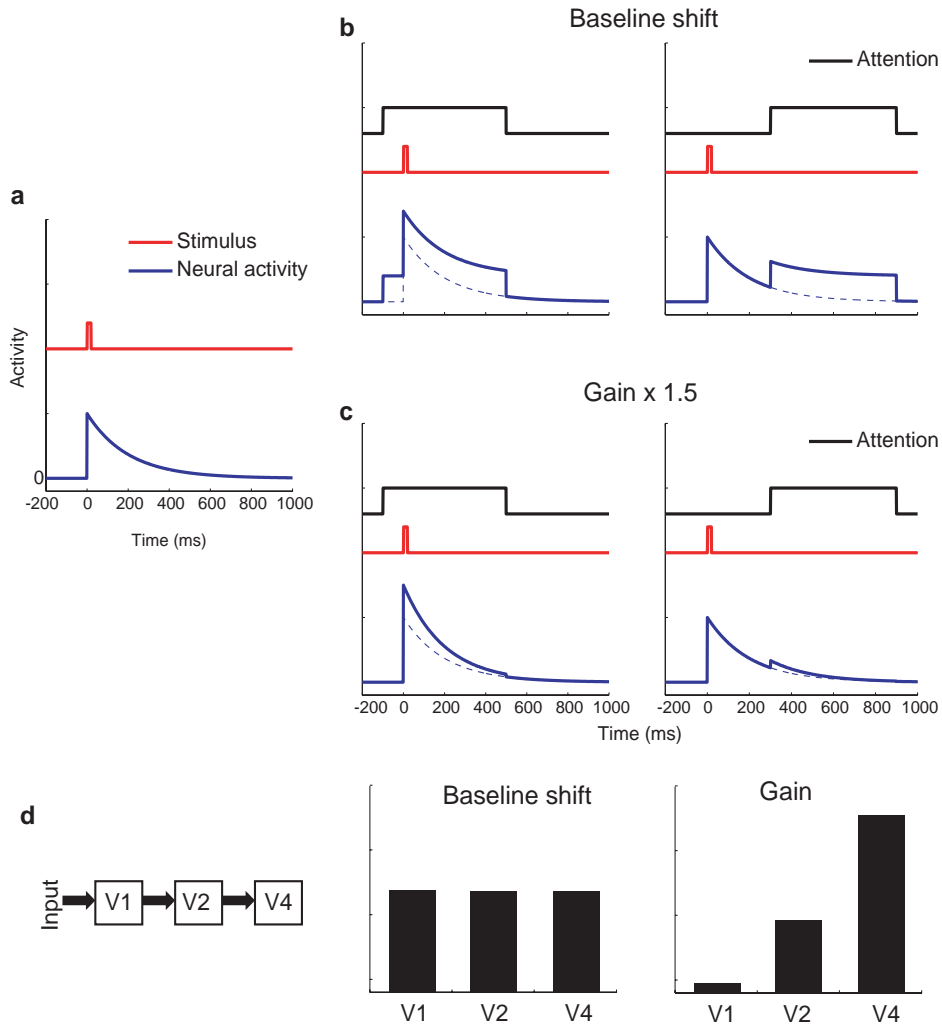 b
Baseline shift
Attention
a
Stimulus
Neural activity
Activity
0
-200 0 200 400 600 800 1000
Time (ms)
c
Gain x 1.5
Attention
-200 0 200 400 600 800 1000
-200 0 200 400 600 800 1000
Time (ms)
Time (ms)
d
Input
V1
V2
V4
Baseline shift
V1 V2 V4
Gain
V1 V2 V4